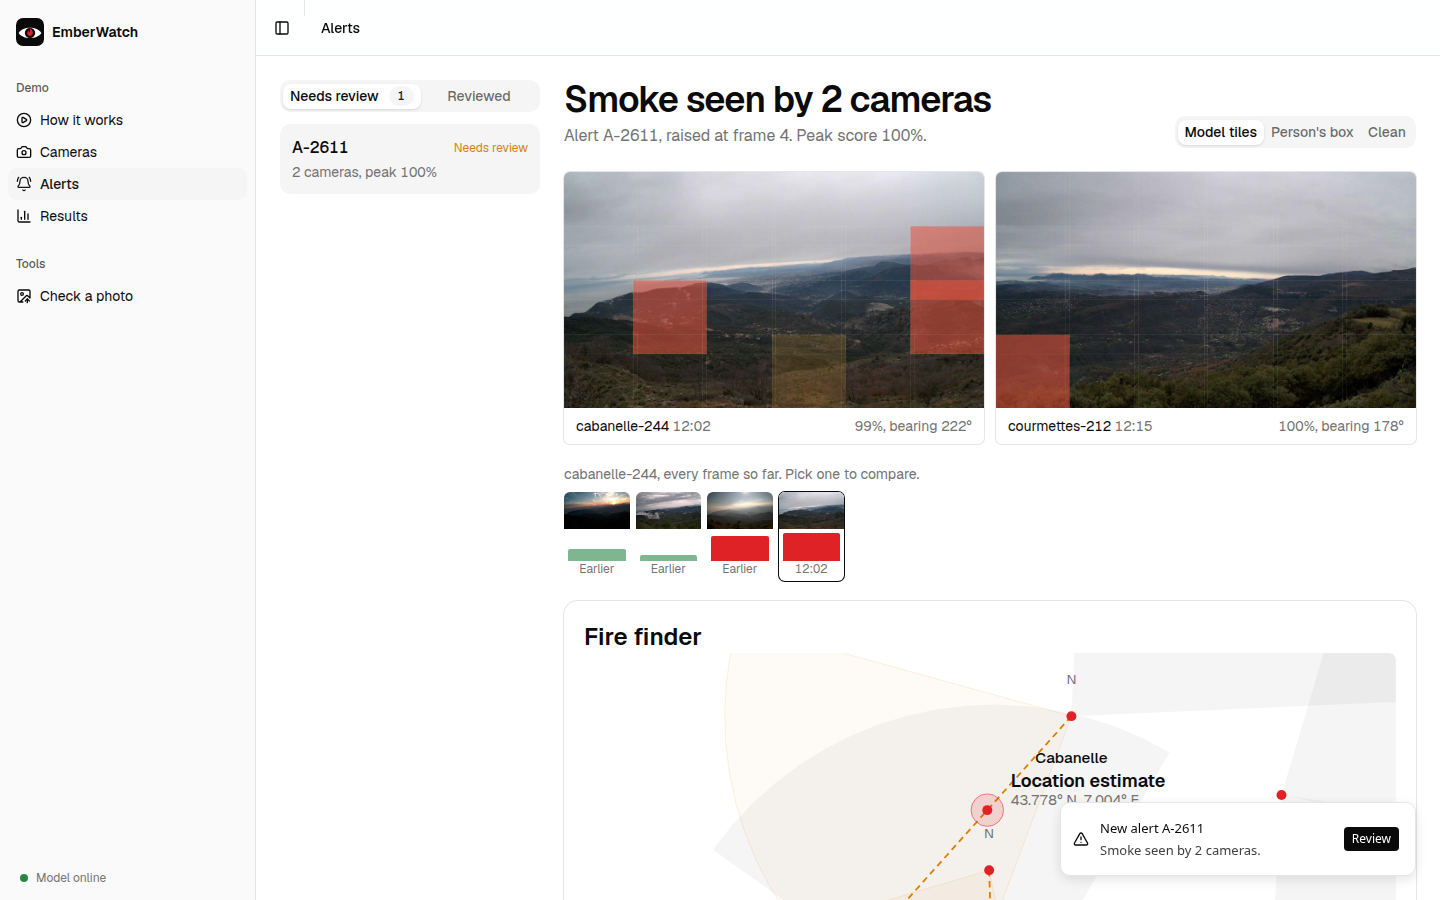 EmberWatch
Demo
How it works
Cameras
Alerts
Results
Tools
Check a photo
Model online
Alerts
Needs review 1
Reviewed
A-2611
Needs review
2 cameras, peak 100%
Smoke seen by 2 cameras
Alert A-2611, raised at frame 4. Peak score 100%.
Model tiles
Person's box
Clean
cabanelle-244 12:02
99%, bearing 222°
courmettes-212 12:15
100%, bearing 178°
cabanelle-244, every frame so far. Pick one to compare.
Earlier
Earlier
Earlier
12:02
Fire finder
N
Cabanelle
Location estimate
43.778° N, 7.004° E
N
New alert A-2611
Smoke seen by 2 cameras.
Review